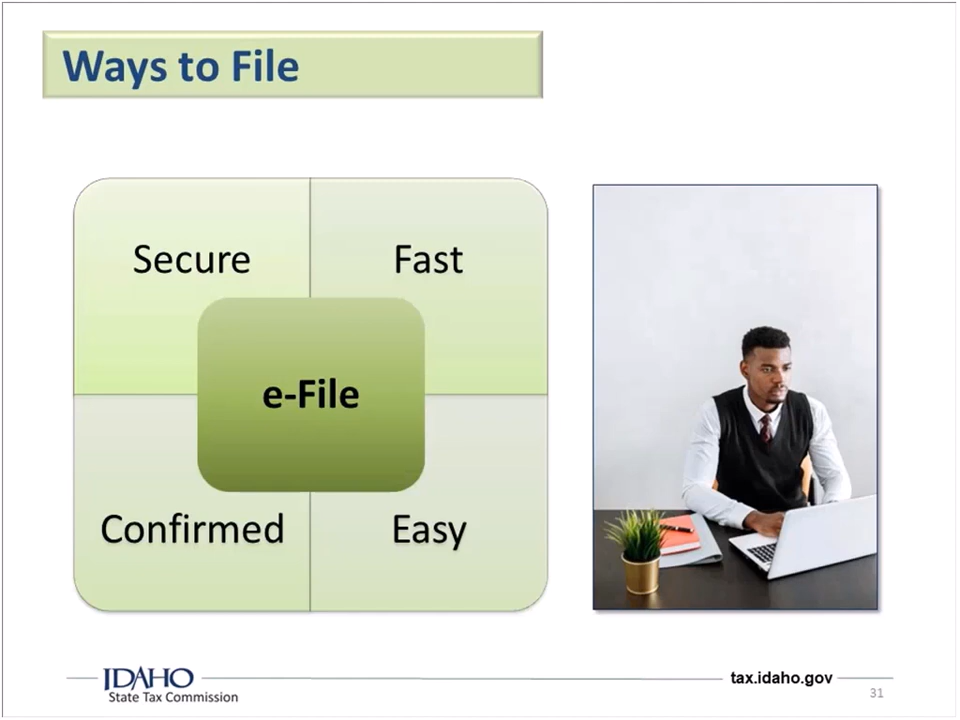 Ways to File
Secure
Fast
e-File
Confirmed
Easy
IDAHO
State Tax Commission
tax.idaho.gov
31